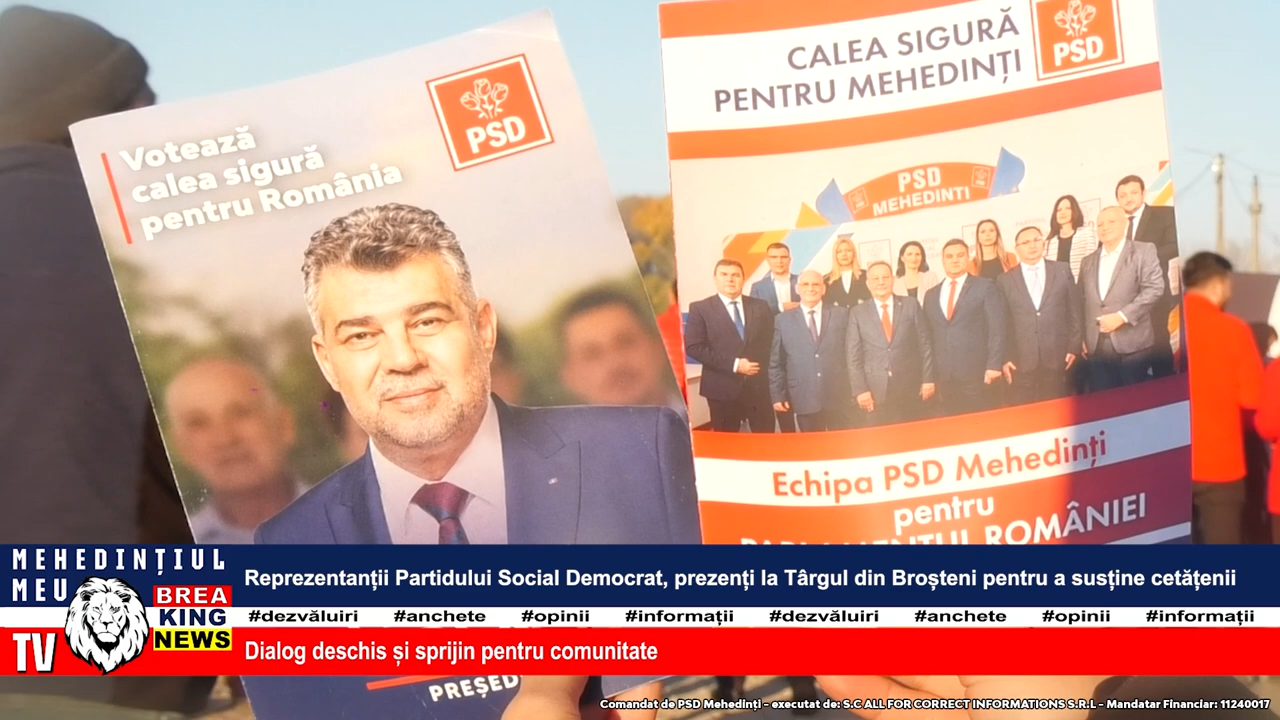 Votează
calea sigură
pentru România
PSD
CALEA SIGURĂ
PENTRU MEHEDINȚI
PSD
PSD
MEHEDINTI
Echipa PSD Mehedinți
pentru
PARLAMENTUL ROMÂNIEI
MEHEDINȚIUL
MEU
TV
BREA
KING
NEWS
Reprezentanții Partidului Social Democrat, prezenți la Târgul din Broșteni pentru a susține cetățenii
#dezvăluiri #anchete #opinii #informații #dezvăluiri #anchete #opinii #informații
Dialog deschis și sprijin pentru comunitate
Comandat de PSD Mehedinți - executat de: S.C ALL FOR CORRECT INFORMATIONS S.R.L - Mandatar Financiar: 11240017